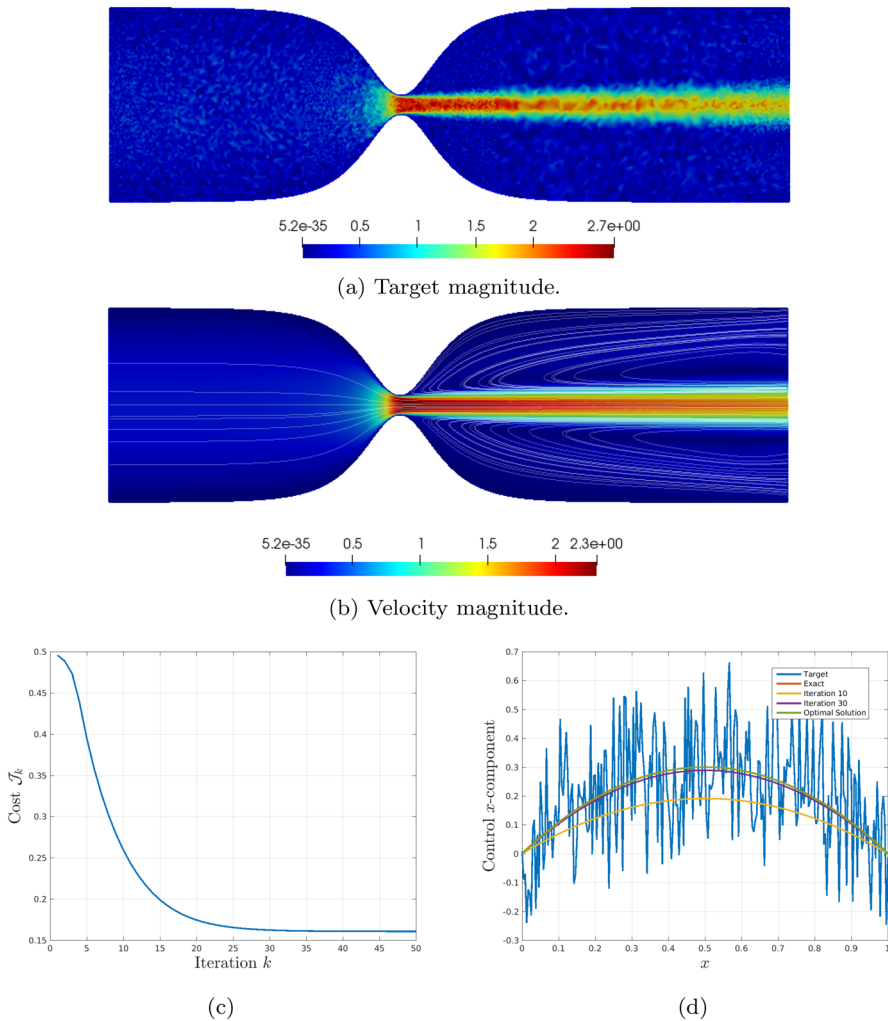 5.2e-35 0.5 1 1.5 2 2.7e+00
(a) Target magnitude.
5.2e-35 0.5 1 1.5 2 2.3e+00
(b) Velocity magnitude.
0.5
0.45
0.4
0.35
0.3
0.25
0.2
0.15
0 5 10 15 20 25 30 35 40 45 50
Cost 𝒥ₖ
Iteration k
(c)
0.7
0.6
0.5
0.4
0.3
0.2
0.1
0
-0.1
-0.2
-0.3
0 0.1 0.2 0.3 0.4 0.5 0.6 0.7 0.8 0.9 1
Control x-component
x
Target
Exact
Iteration 10
Iteration 30
Optimal Solution
(d)